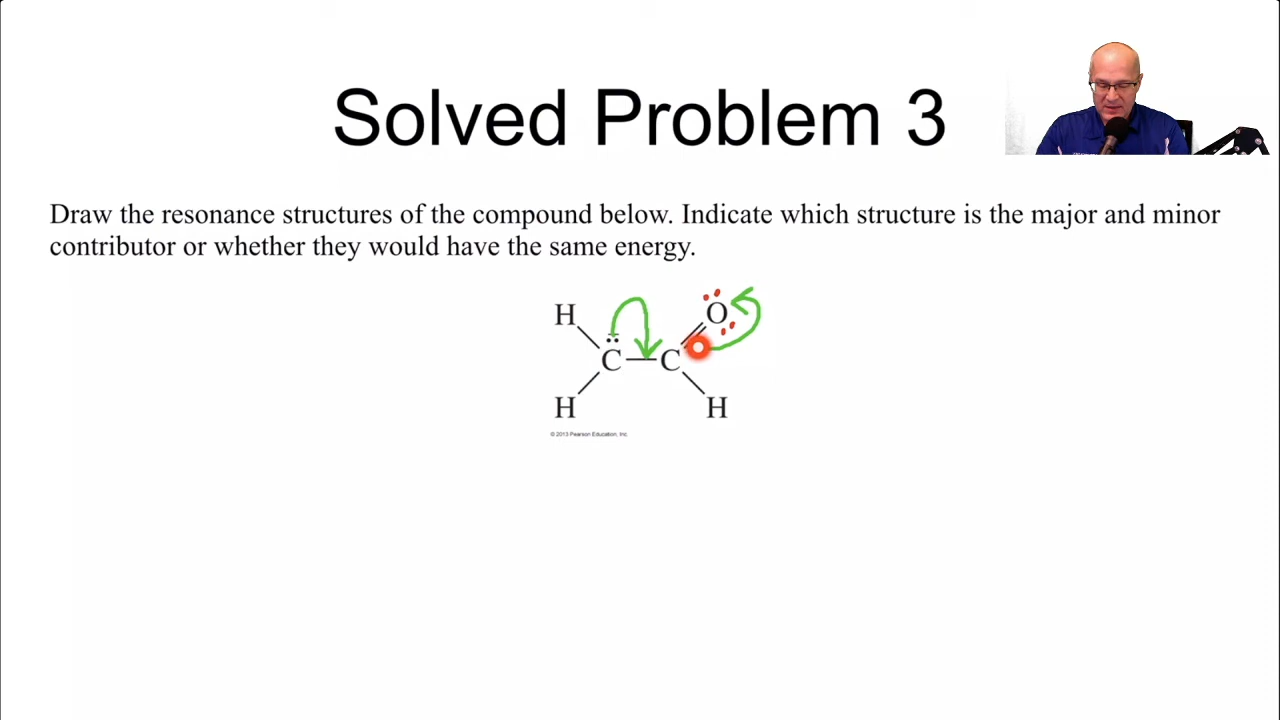 Solved Problem 3
Draw the resonance structures of the compound below. Indicate which structure is the major and minor
contributor or whether they would have the same energy.
H O
C C
H H
© 2013 Pearson Education, Inc.